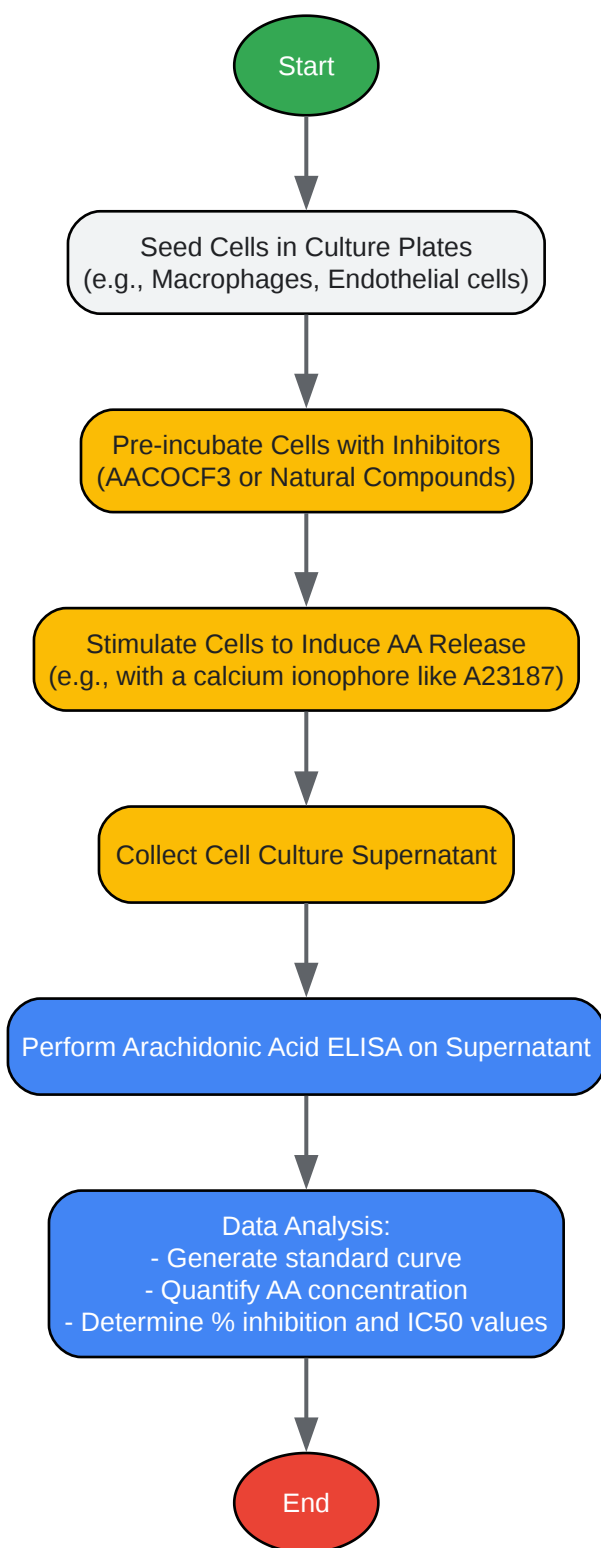 Start
Seed Cells in Culture Plates
(e.g., Macrophages, Endothelial cells)
Pre-incubate Cells with Inhibitors
(AACOCF3 or Natural Compounds)
Stimulate Cells to Induce AA Release
(e.g., with a calcium ionophore like A23187)
Collect Cell Culture Supernatant
Perform Arachidonic Acid ELISA on Supernatant
Data Analysis:
- Generate standard curve
- Quantify AA concentration
- Determine % inhibition and IC50 values
End